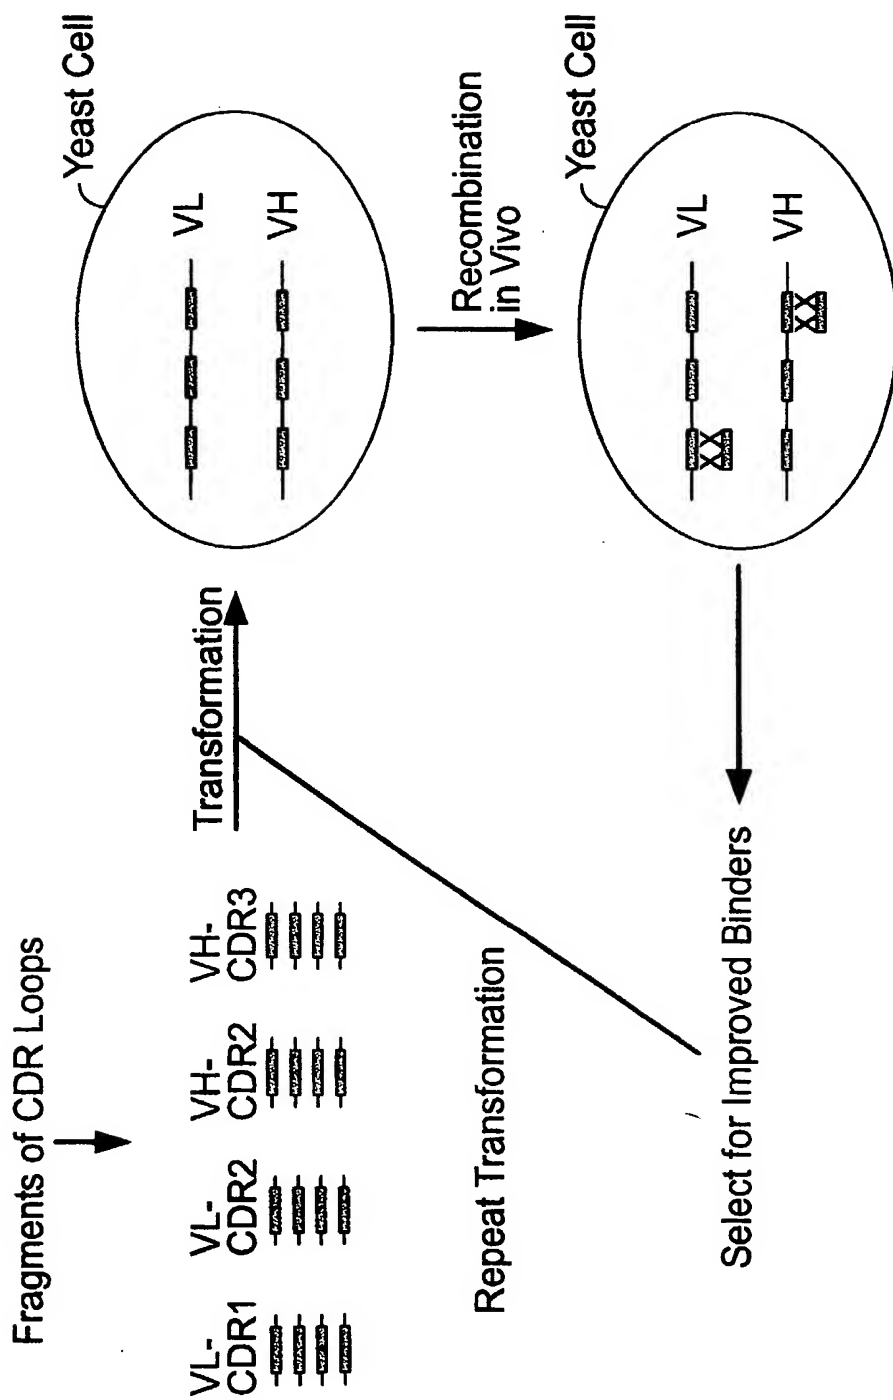 Fragments of CDR Loops
VL-
CDR1
VL-
CDR2
VH-
CDR2
VH-
CDR3
Transformation
Yeast Cell
VL
VH
Recombination
in Vivo
Yeast Cell
VL
VH
Select for Improved Binders
Repeat Transformation